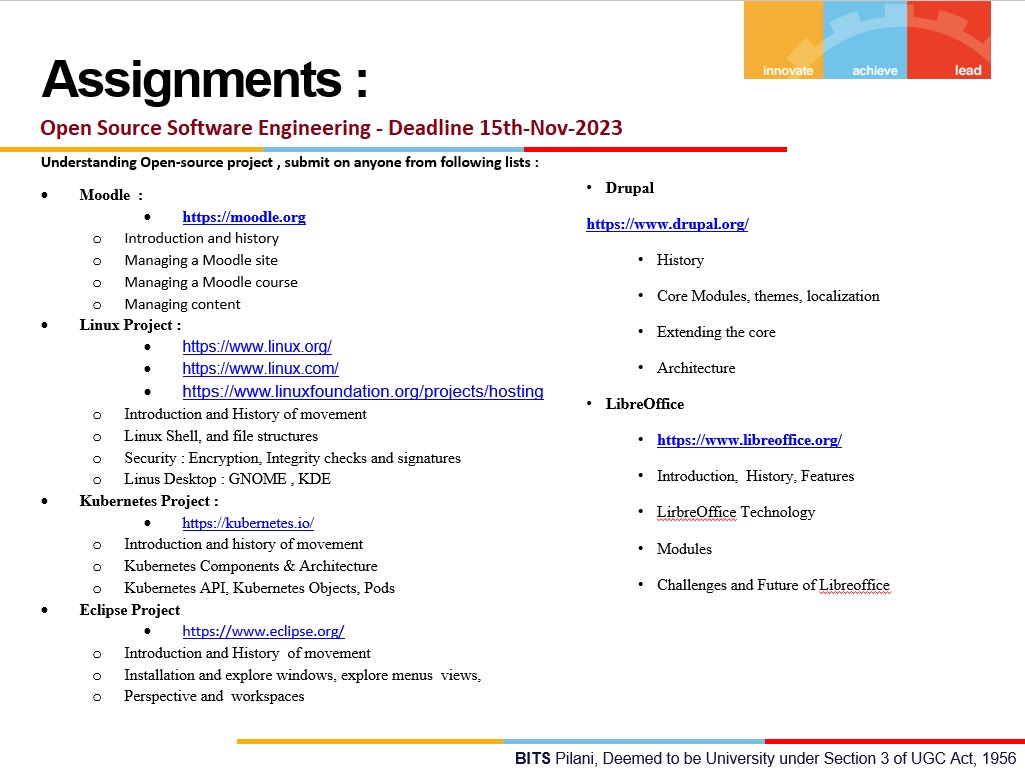 innovate achieve lead
Assignments :
Open Source Software Engineering - Deadline 15th-Nov-2023
Understanding Open-source project , submit on anyone from following lists :
• Moodle :
• https://moodle.org
o Introduction and history
o Managing a Moodle site
o Managing a Moodle course
o Managing content
• Linux Project :
• https://www.linux.org/
• https://www.linux.com/
• https://www.linuxfoundation.org/projects/hosting
o Introduction and History of movement
o Linux Shell, and file structures
o Security : Encryption, Integrity checks and signatures
o Linus Desktop : GNOME , KDE
• Kubernetes Project :
• https://kubernetes.io/
o Introduction and history of movement
o Kubernetes Components & Architecture
o Kubernetes API, Kubernetes Objects, Pods
• Eclipse Project
• https://www.eclipse.org/
o Introduction and History of movement
o Installation and explore windows, explore menus views,
o Perspective and workspaces
• Drupal
https://www.drupal.org/
• History
• Core Modules, themes, localization
• Extending the core
• Architecture
• LibreOffice
• https://www.libreoffice.org/
• Introduction, History, Features
• LirbreOffice Technology
• Modules
• Challenges and Future of Libreoffice
BITS Pilani, Deemed to be University under Section 3 of UGC Act, 1956